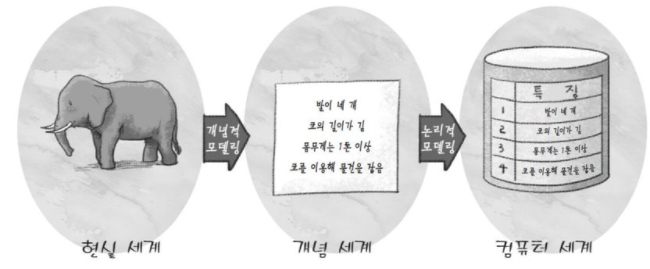 개념적
모델링
발이 네 개
코의 길이가 김
몸무게는 1톤 이상
코를 이용해 물건을 잡음
논리적
모델링
특 징
1 발이 네 개
2 코의 길이가 김
3 몸무게는 1톤 이상
4 코를 이용해 물건을 잡음
현실 세계
개념 세계
컴퓨터 세계